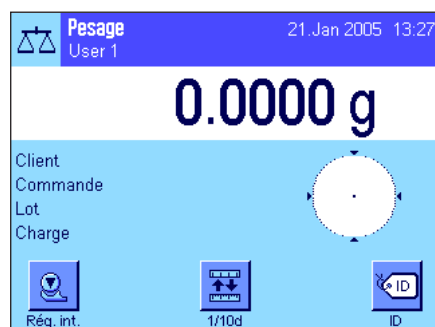 Pesage 21.Jan 2005 13:27
User 1
0.0000 g
Client
Commande
Lot
Charge
ID
Rég. int. 1/10d ID